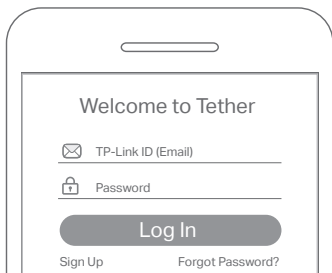 Welcome to Tether
TP-Link ID (Email)
Password
Log In
Sign Up Forgot Password?